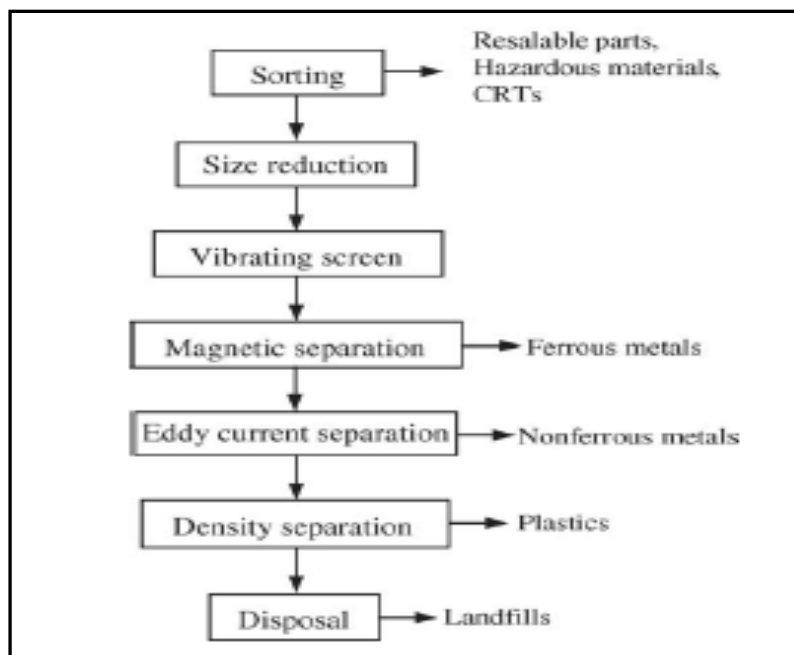 Resalable parts,
Hazardous materials,
CRTs
Sorting
Size reduction
Vibrating screen
Magnetic separation
Ferrous metals
Eddy current separation
Nonferrous metals
Density separation
Plastics
Disposal
Landfills